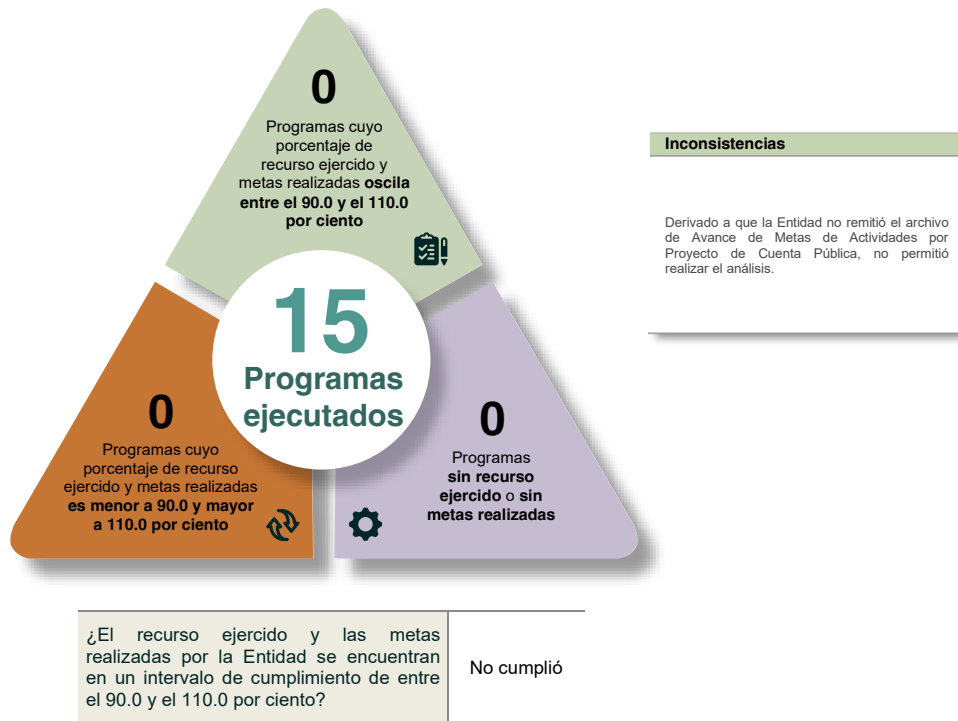 0
Programas cuyo
porcentaje de
recurso ejercido y
metas realizadas oscila
entre el 90.0 y el 110.0
por ciento
15
Programas
ejecutados
0
Programas cuyo
porcentaje de recurso
ejercido y metas realizadas
es menor a 90.0 y mayor
a 110.0 por ciento
0
Programas
sin recurso
ejercido o sin
metas realizadas
Inconsistencias
Derivado a que la Entidad no remitió el archivo
de Avance de Metas de Actividades por
Proyecto de Cuenta Pública, no permitió
realizar el análisis.
¿El recurso ejercido y las metas
realizadas por la Entidad se encuentran
en un intervalo de cumplimiento de entre
el 90.0 y el 110.0 por ciento?
No cumplió